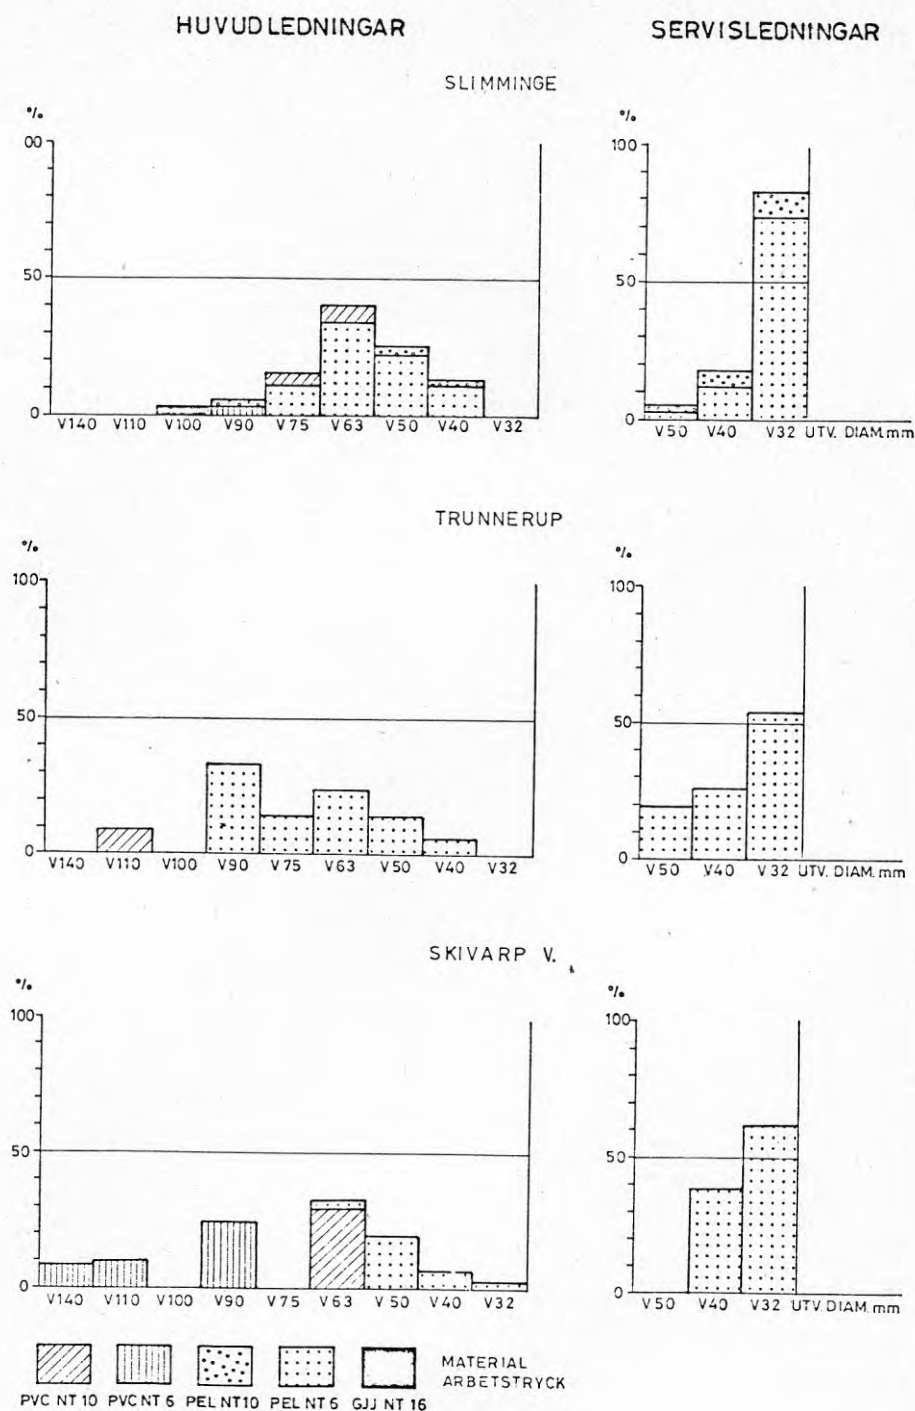 HUVUDLEDNINGAR
SERVISLEDNINGAR
SLIMMINGE
%
00
50
0
V140 V110 V100 V90 V75 V63 V50 V40 V32
%
100
50
0
V50 V40 V32 UTV. DIAM.mm
TRUNNERUP
%
100
50
0
V140 V110 V100 V90 V75 V63 V50 V40 V32
%
100
50
0
V50 V40 V32 UTV. DIAM.mm
SKIVARP V.
%
100
50
0
V140 V110 V100 V90 V75 V63 V50 V40 V32
%
100
50
0
V50 V40 V32 UTV. DIAM.mm
PVC NT 10 PVC NT 6 PEL NT10 PEL NT 6 GJJ NT 16
MATERIAL
ARBETSTRYCK